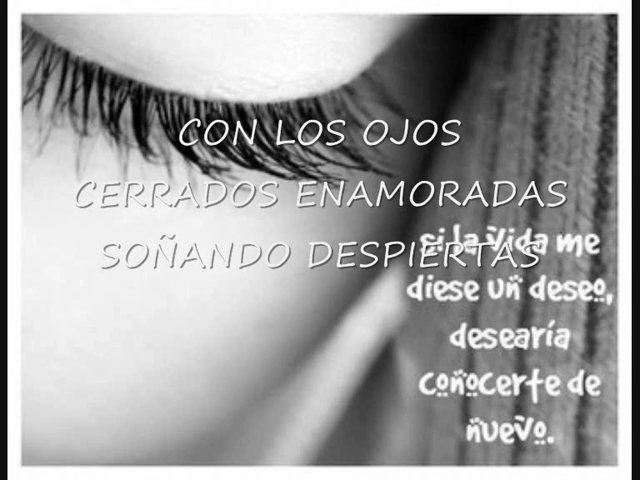 CON LOS OJOS
CERRADOS ENAMORADAS
SOÑANDO DESPIERTAS
si la vida me
diese un deseo,
desearía
conocerte de
nuevo.